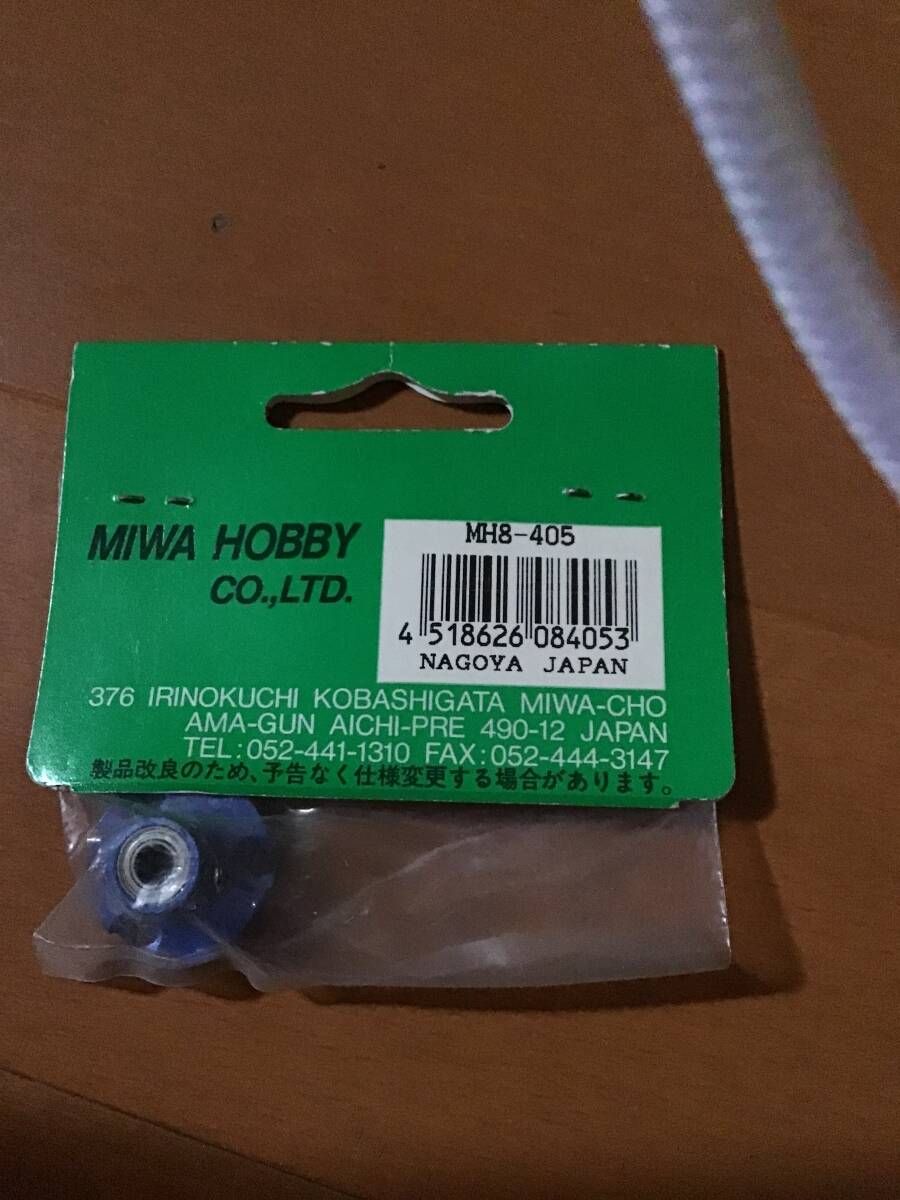 MIWA HOBBY
CO.,LTD.
MH8-405
4 518626 084053
NAGOYA JAPAN
376 IRINOKUCHI KOBASHIGATA MIWA-CHO
AMA-GUN AICHI-PRE 490-12 JAPAN
TEL:052-441-1310 FAX:052-444-3147
製品改良のため、予告なく仕様変更する場合があります。